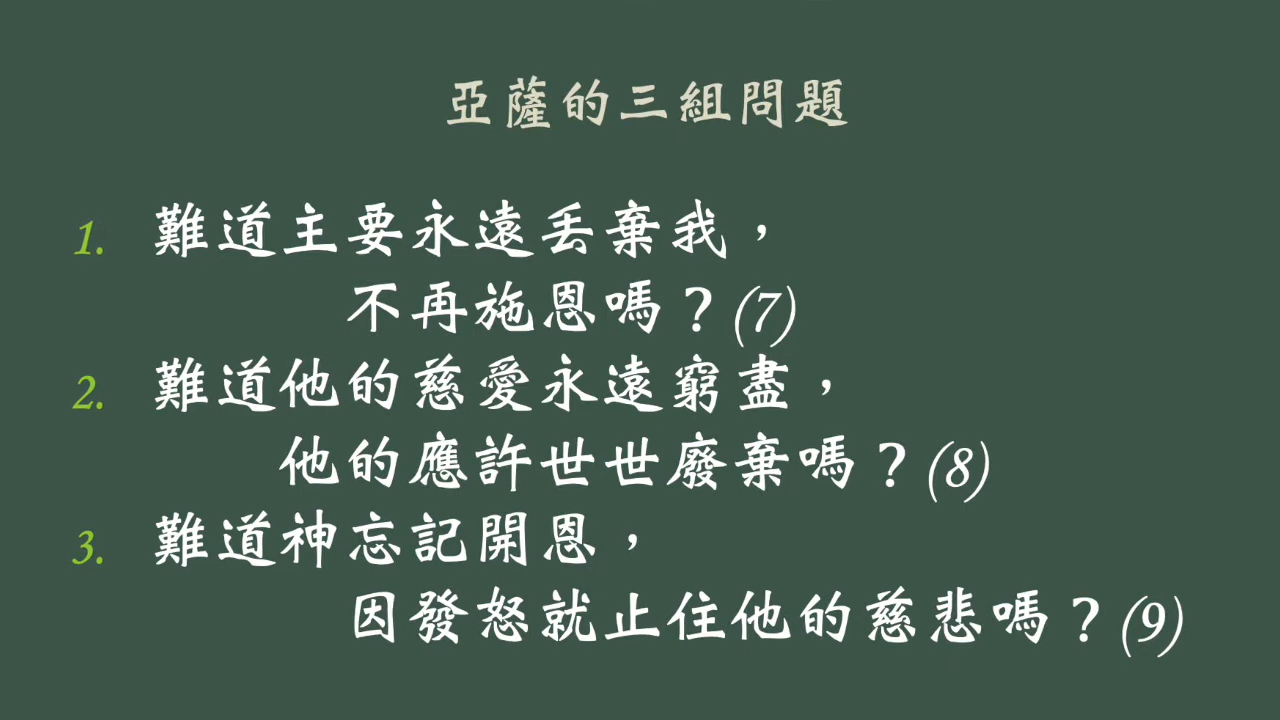 亞薩的三組問題
1. 難道主要永遠丟棄我，
不再施恩嗎？(7)
2. 難道他的慈愛永遠窮盡，
他的應許世世廢棄嗎？(8)
3. 難道神忘記開恩，
因發怒就止住他的慈悲嗎？(9)